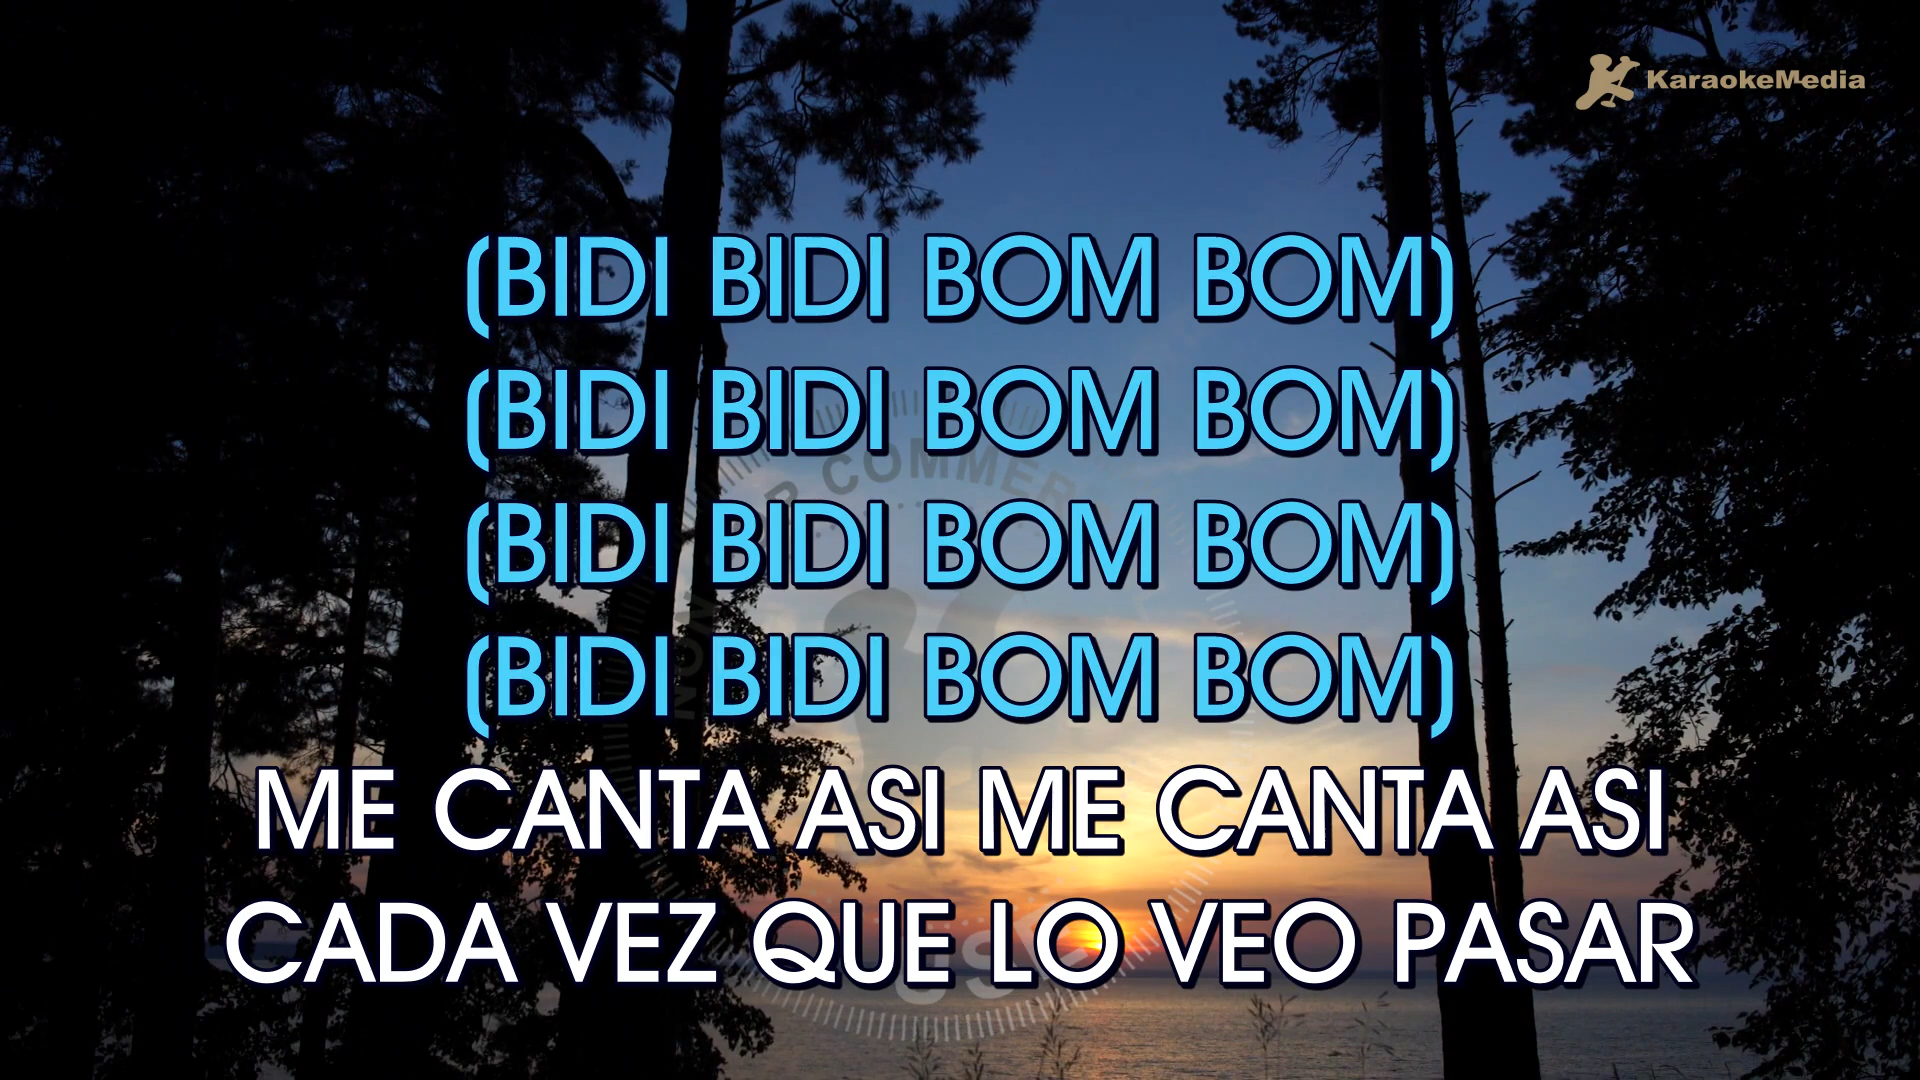 KaraokeMedia
(BIDI BIDI BOM BOM)
(BIDI BIDI BOM BOM)
(BIDI BIDI BOM BOM)
(BIDI BIDI BOM BOM)
ME CANTA ASI ME CANTA ASI
CADA VEZ QUE LO VEO PASAR